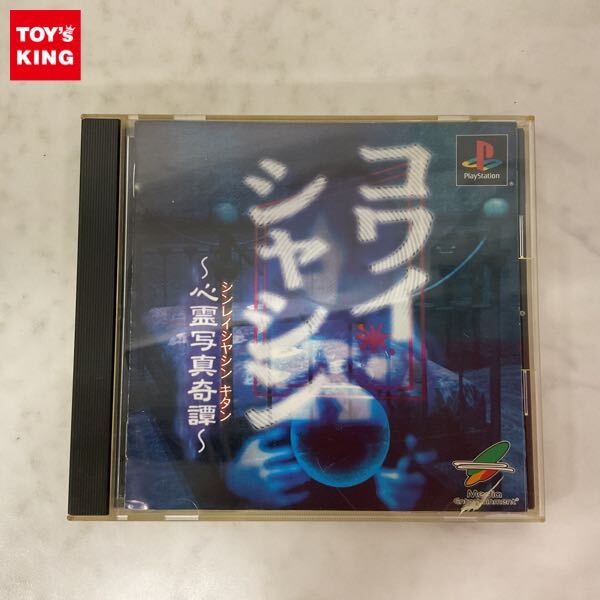 TOY's
KING
コワイ
シャシン
シンレイシャシン キタン
～心霊写真奇譚～
PlayStation
Media
Entertainment